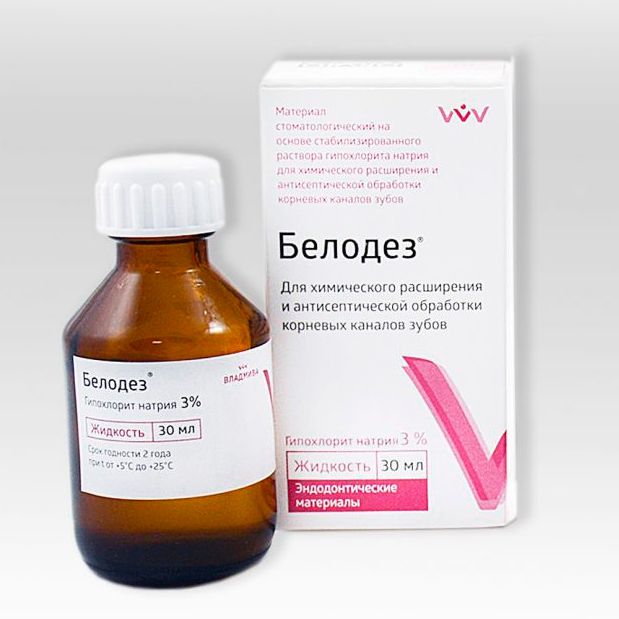 Материал
стоматологический на
основе стабилизированного
раствора гипохлорита натрия
для химического расширения и
антисептической обработки
корневых каналов зубов
Белодез®
Для химического расширения
и антисептической обработки
корневых каналов зубов
Гипохлорит натрия 3 %
Жидкость 30 мл
Эндодонтические
материалы
ВЛАДМИВА
Белодез®
Гипохлорит натрия 3%
Жидкость 30 мл
Срок годности 2 года
при t от +5°С до +25°С